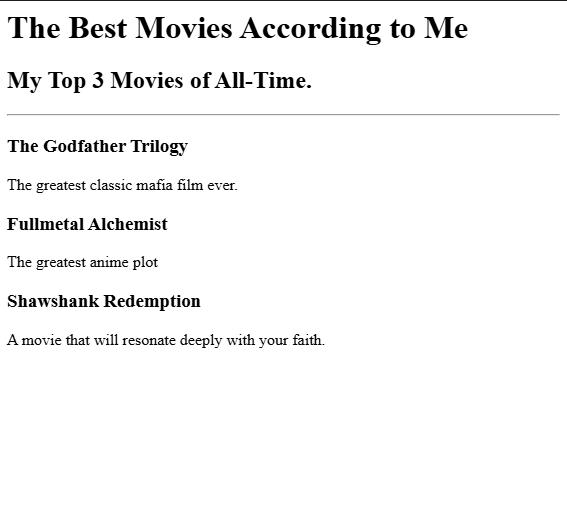 The Best Movies According to Me
My Top 3 Movies of All-Time.
The Godfather Trilogy
The greatest classic mafia film ever.
Fullmetal Alchemist
The greatest anime plot
Shawshank Redemption
A movie that will resonate deeply with your faith.